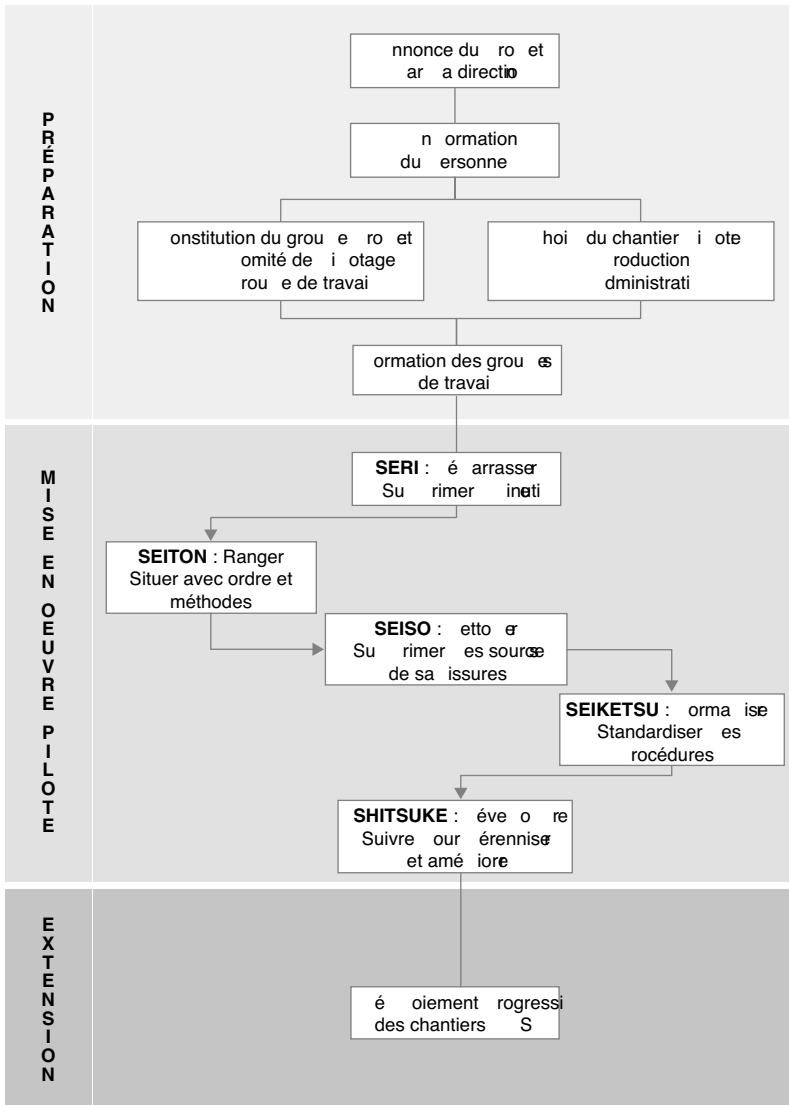 PRÉPARATION
nnonce du ro et
ar a direction
n ormation
du ersonne
onstitution du grou e ro et
omité de i otage
rou e de travai
hoi du chantier i ote
roduction
dministrati
ormation des grou es
de travai
MISE EN OEUVRE PILOTE
SERI : é arrasser
Su rimer inuti e
SEITON : Ranger
Situer avec ordre et
méthodes
SEISO : etto er
Su rimer es sources
de sa issures
SEIKETSU : orma iser
Standardiser es
rocédures
SHITSUKE : éve o re
Suivre our érenniser
et amé iorer
EXTENSION
é oiement rogressi
des chantiers S